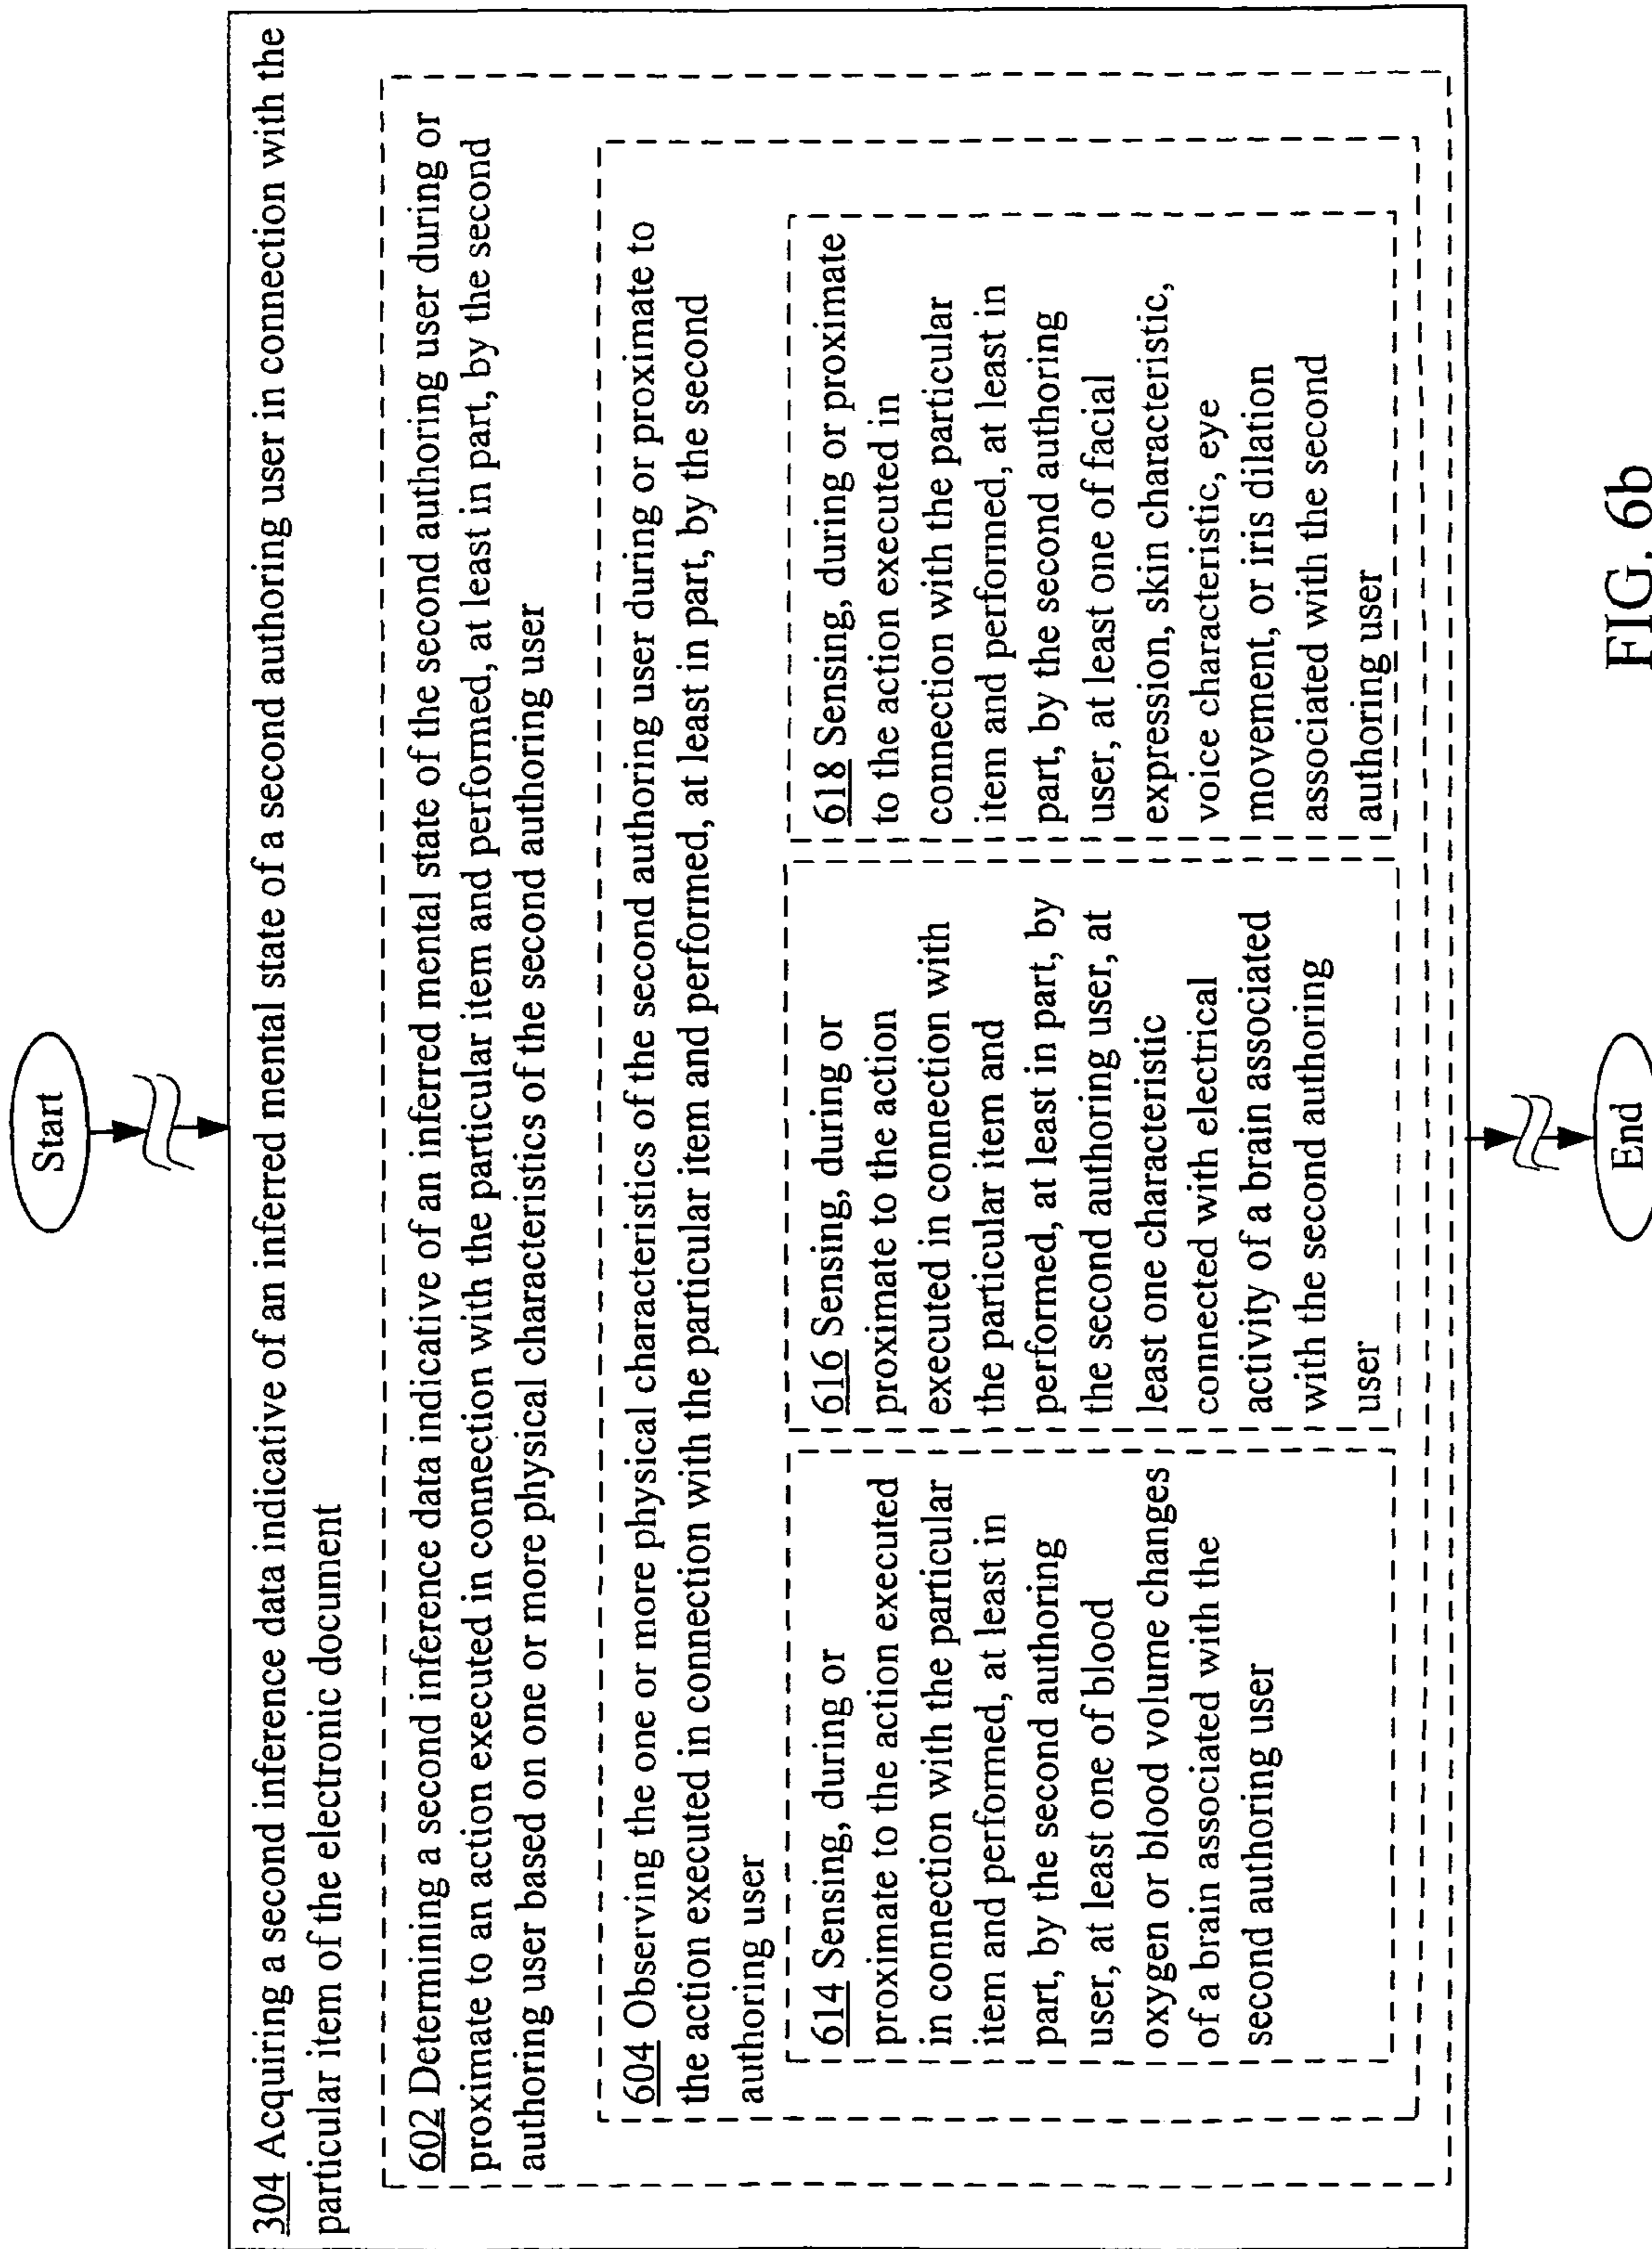 Start
304 Acquiring a second inference data indicative of an inferred mental state of a second authoring user in connection with the
particular item of the electronic document
602 Determining a second inference data indicative of an inferred mental state of the second authoring user during or
proximate to an action executed in connection with the particular item and performed, at least in part, by the second
authoring user based on one or more physical characteristics of the second authoring user
604 Observing the one or more physical characteristics of the second authoring user during or proximate to
the action executed in connection with the particular item and performed, at least in part, by the second
authoring user
614 Sensing, during or
proximate to the action executed
in connection with the particular
item and performed, at least in
part, by the second authoring
user, at least one of blood
oxygen or blood volume changes
of a brain associated with the
second authoring user
616 Sensing, during or
proximate to the action
executed in connection with
the particular item and
performed, at least in part, by
the second authoring user, at
least one characteristic
connected with electrical
activity of a brain associated
with the second authoring
user
618 Sensing, during or proximate
to the action executed in
connection with the particular
item and performed, at least in
part, by the second authoring
user, at least one of facial
expression, skin characteristic,
voice characteristic, eye
movement, or iris dilation
associated with the second
authoring user
End
FIG. 6b